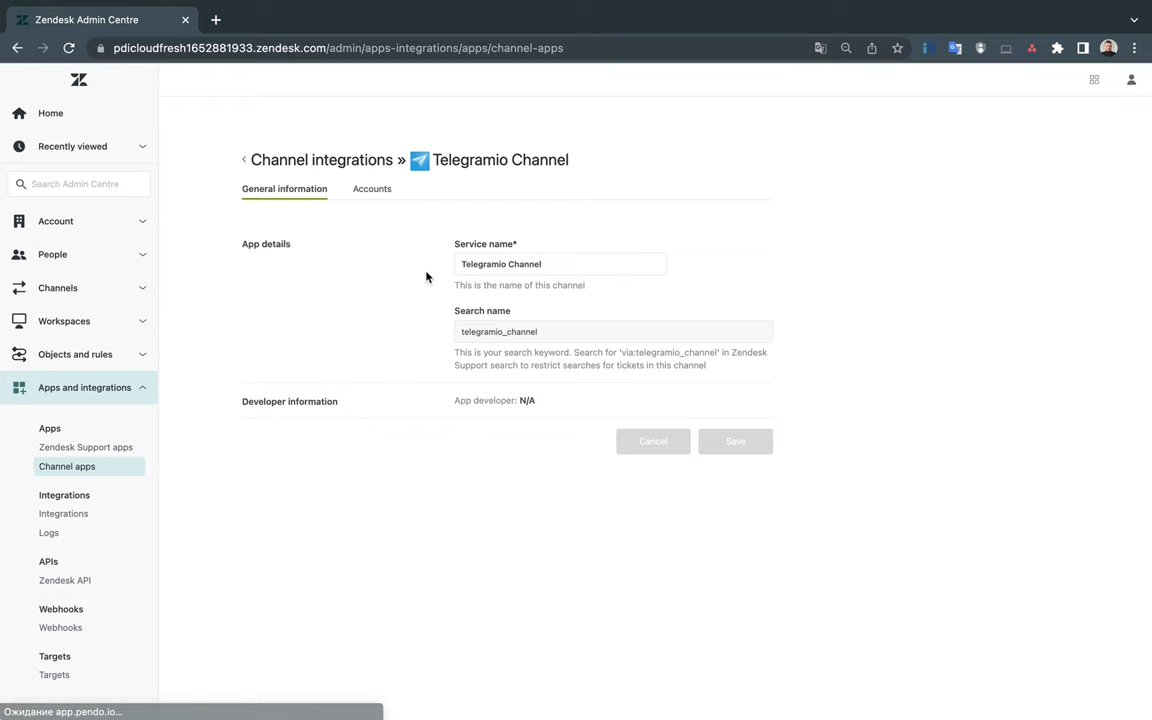 Zendesk Admin Centre
pdicloudfresh1652881933.zendesk.com/admin/apps-integrations/apps/channel-apps
Home
Recently viewed
Search Admin Centre
Account
People
Channels
Workspaces
Objects and rules
Apps and integrations
Apps
Zendesk Support apps
Channel apps
Integrations
Integrations
Logs
APIs
Zendesk API
Webhooks
Webhooks
Targets
Targets
Channel integrations » Telegramio Channel
General information
Accounts
App details
Service name*
Telegramio Channel
This is the name of this channel
Search name
telegramio_channel
This is your search keyword. Search for 'via:telegramio_channel' in Zendesk
Support search to restrict searches for tickets in this channel
Developer information
App developer: N/A
Cancel
Save
Ожидание app.pendo.io...